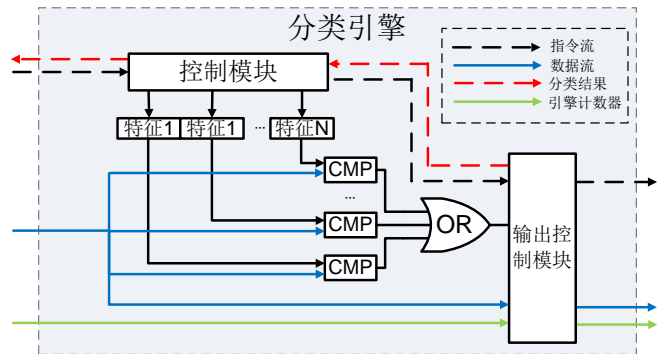 分类引擎
指令流
数据流
分类结果
引擎计数器
控制模块
特征1
特征1
...
特征N
CMP
...
CMP
CMP
OR
输出控
制模块